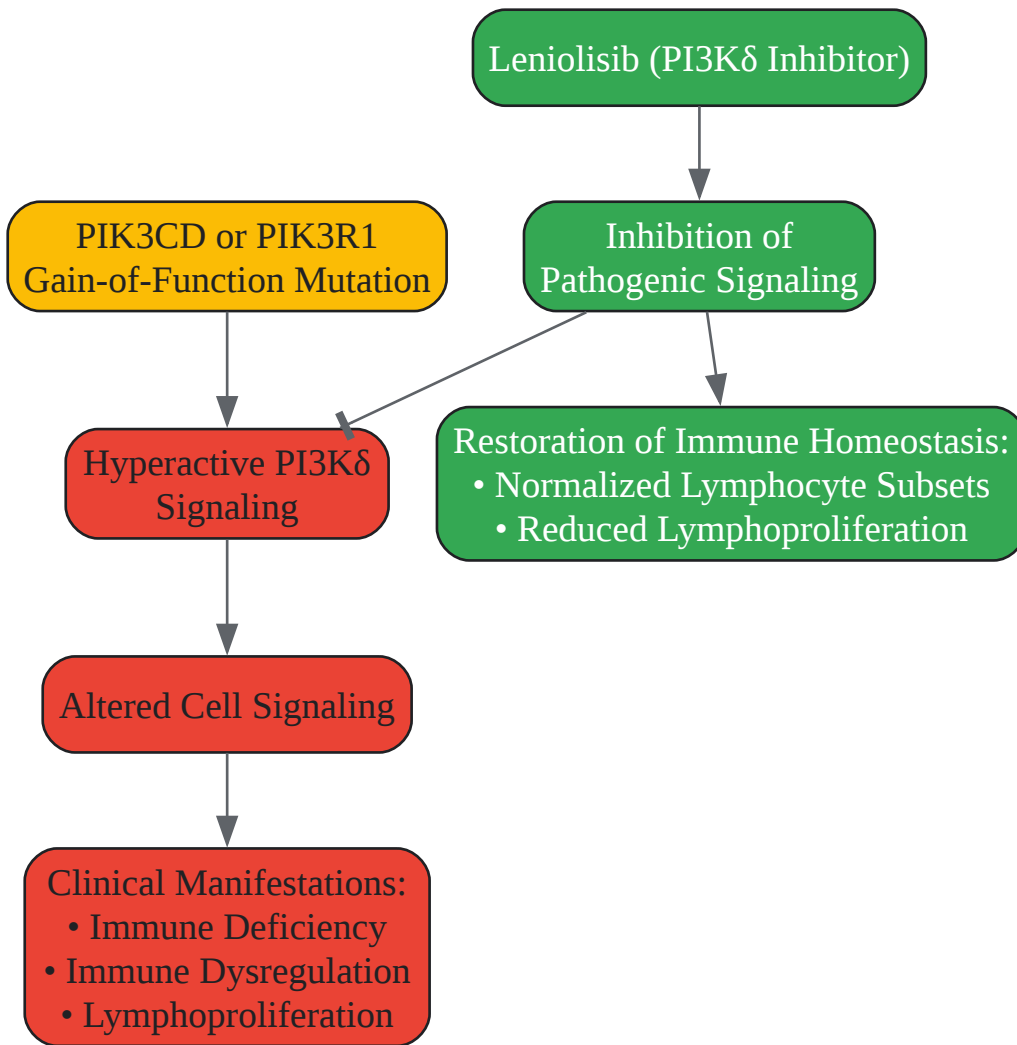 Leniolisib (PI3Kδ Inhibitor)
PIK3CD or PIK3R1
Gain-of-Function Mutation
Inhibition of
Pathogenic Signaling
Hyperactive PI3Kδ
Signaling
Restoration of Immune Homeostasis:
• Normalized Lymphocyte Subsets
• Reduced Lymphoproliferation
Altered Cell Signaling
Clinical Manifestations:
• Immune Deficiency
• Immune Dysregulation
• Lymphoproliferation